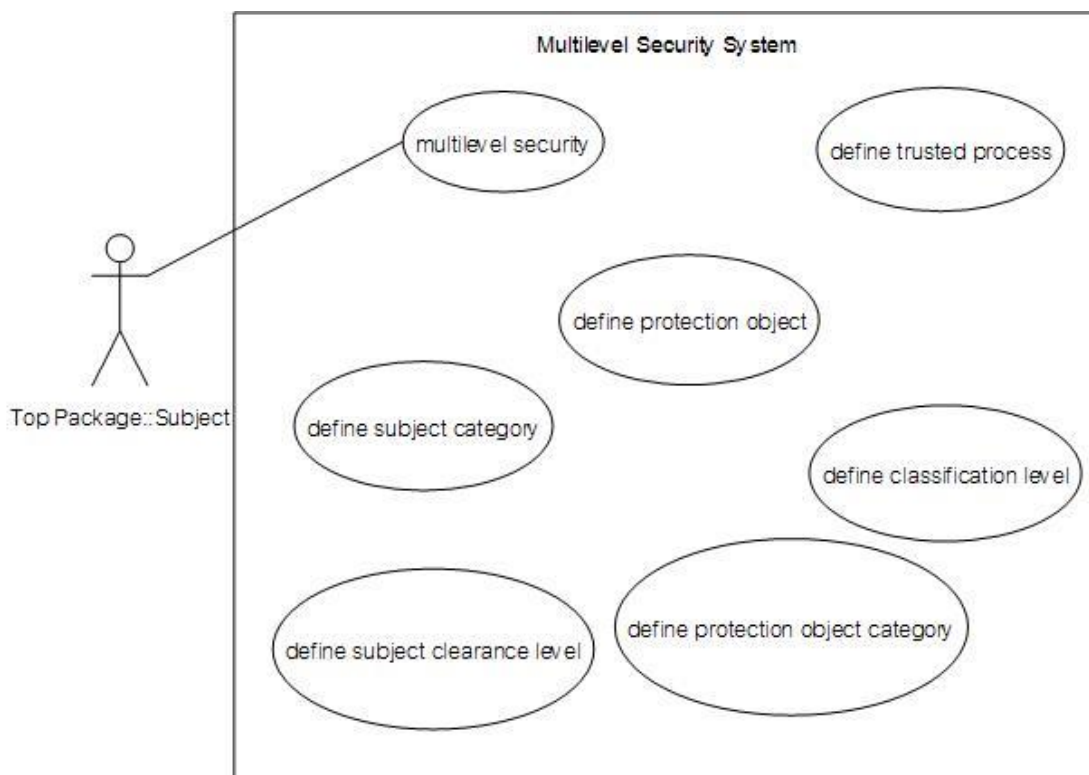 Multilevel Security System
multilevel security
define trusted process
define protection object
Top Package::Subject
define subject category
define classification level
define protection object category
define subject clearance level